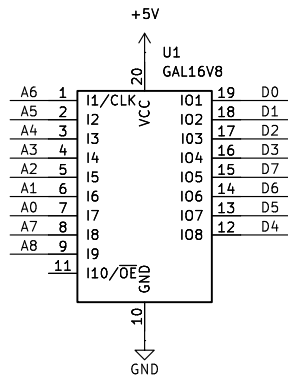 +5V
U1
GAL16V8
20
VCC
A6 1 I1/CLK IO1 19 D0
A5 2 I2 IO2 18 D1
A4 3 I3 IO3 17 D2
A3 4 I4 IO4 16 D3
A2 5 I5 IO5 15 D7
A1 6 I6 IO6 14 D6
A0 7 I7 IO7 13 D5
A7 8 I8 IO8 12 D4
A8 9 I9
11 I10/OE
GND
10
GND